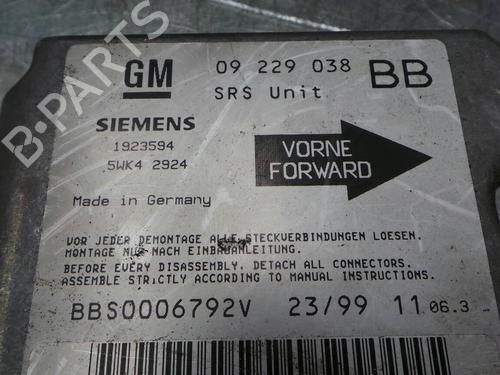 B-PARTS
GM 09 229 038 BB
SRS Unit
SIEMENS
1923594
5WK4 2924
VORNE
FORWARD
Made in Germany
VOR JEDER DEMONTAGE ALLE STECKVERBINDUNGEN LOESEN.
MONTAGE NUR NACH EINBAUANLEITUNG.
BEFORE EVERY DISASSEMBLY, DETACH ALL CONNECTORS.
ASSEMBLE STRICTLY ACCORDING TO MANUAL INSTRUCTIONS.
BBS0006792V 23/99 11.06.3